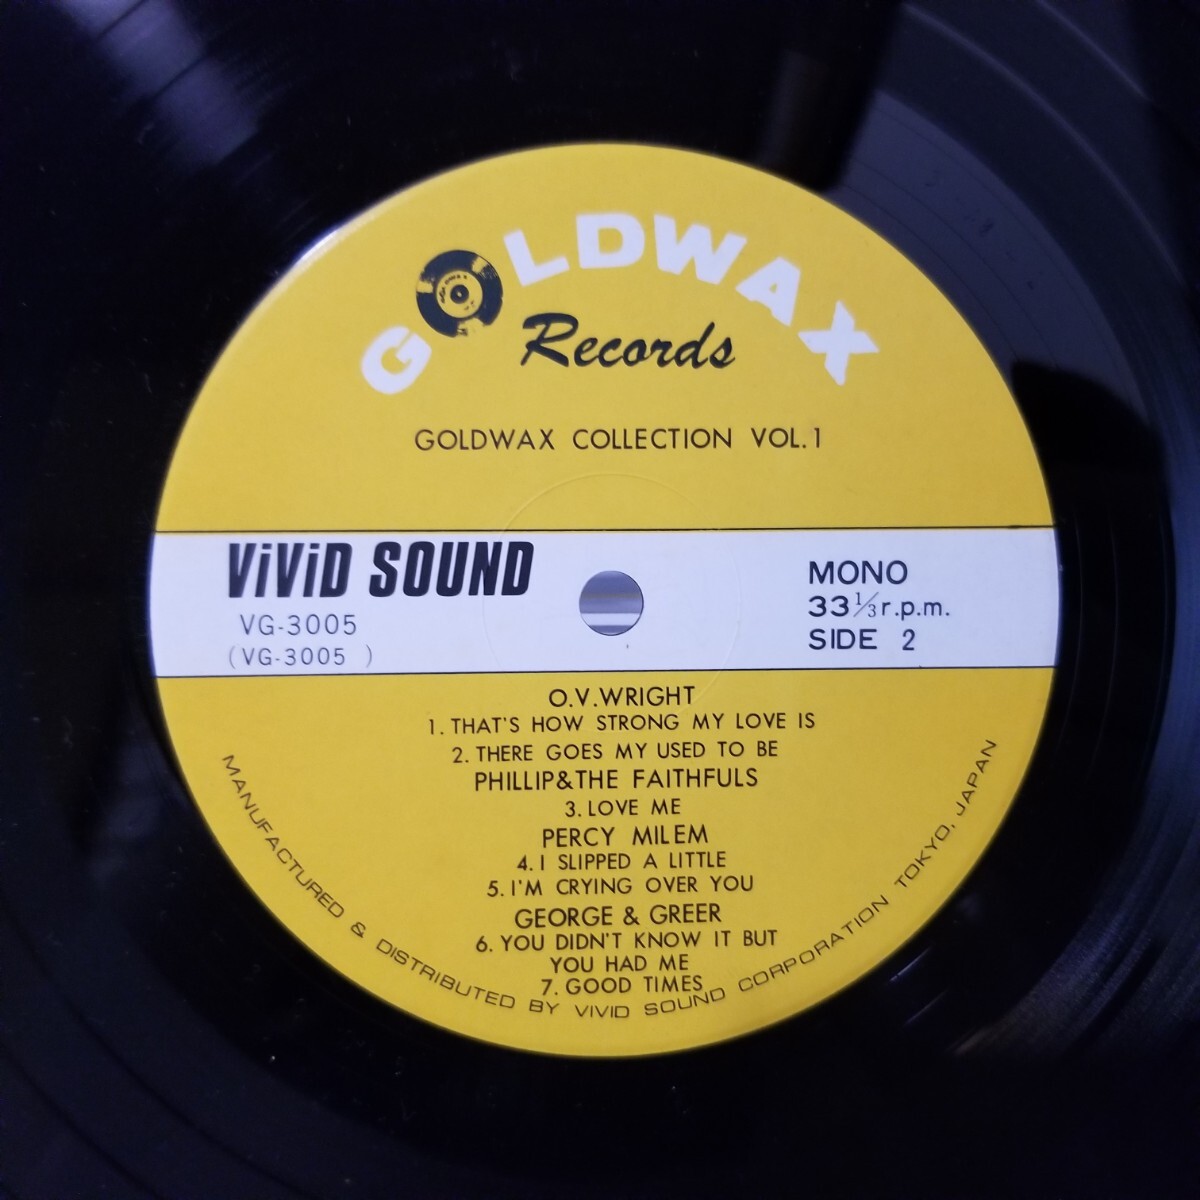 GOLDWAX
Records
GOLDWAX COLLECTION VOL.1
ViViD SOUND
VG-3005
(VG-3005 )
MONO
33 1/3 r.p.m.
SIDE 2
O.V.WRIGHT
1. THAT'S HOW STRONG MY LOVE IS
2. THERE GOES MY USED TO BE
PHILLIP&THE FAITHFULS
3. LOVE ME
PERCY MILEM
4. I SLIPPED A LITTLE
5. I'M CRYING OVER YOU
GEORGE & GREER
6. YOU DIDN'T KNOW IT BUT
YOU HAD ME
7. GOOD TIMES
MANUFACTURED & DISTRIBUTED BY VIVID SOUND CORPORATION TOKYO, JAPAN